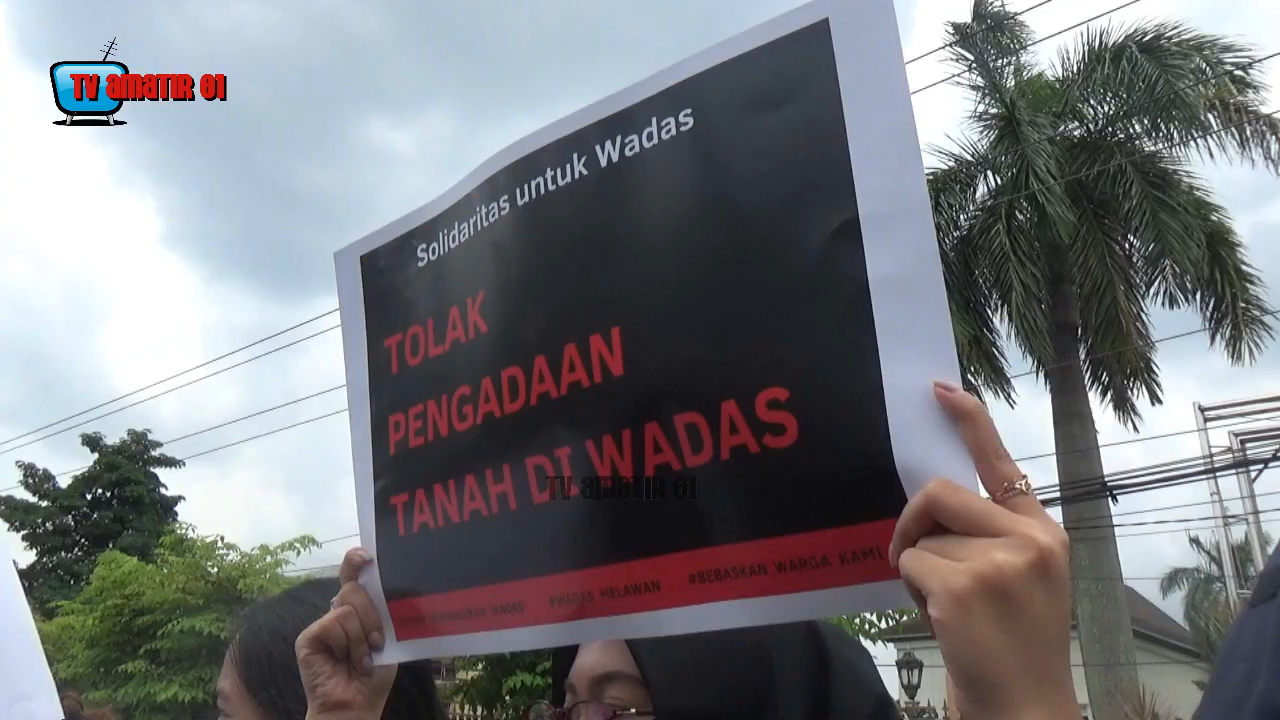 TV AMATIR 01
Solidaritas untuk Wadas
TOLAK
PENGADAAN
TANAH DI WADAS
TV AMATIR 01
WADAS #WADAS MELAWAN #BEBASKAN WARGA KAMI